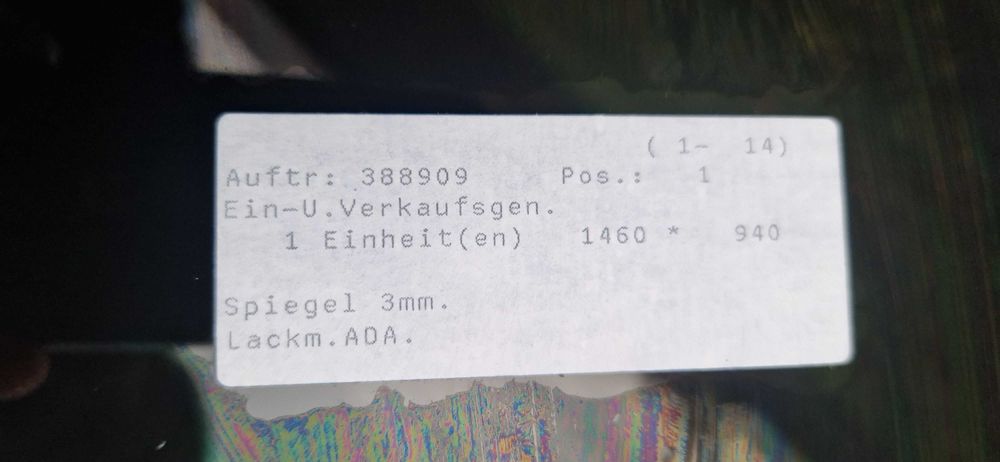 ( 1- 14)
Auftr: 388909 Pos.: 1
Ein-U.Verkaufsgen.
1 Einheit(en) 1460 * 940
Spiegel 3mm.
Lackm.ADA.